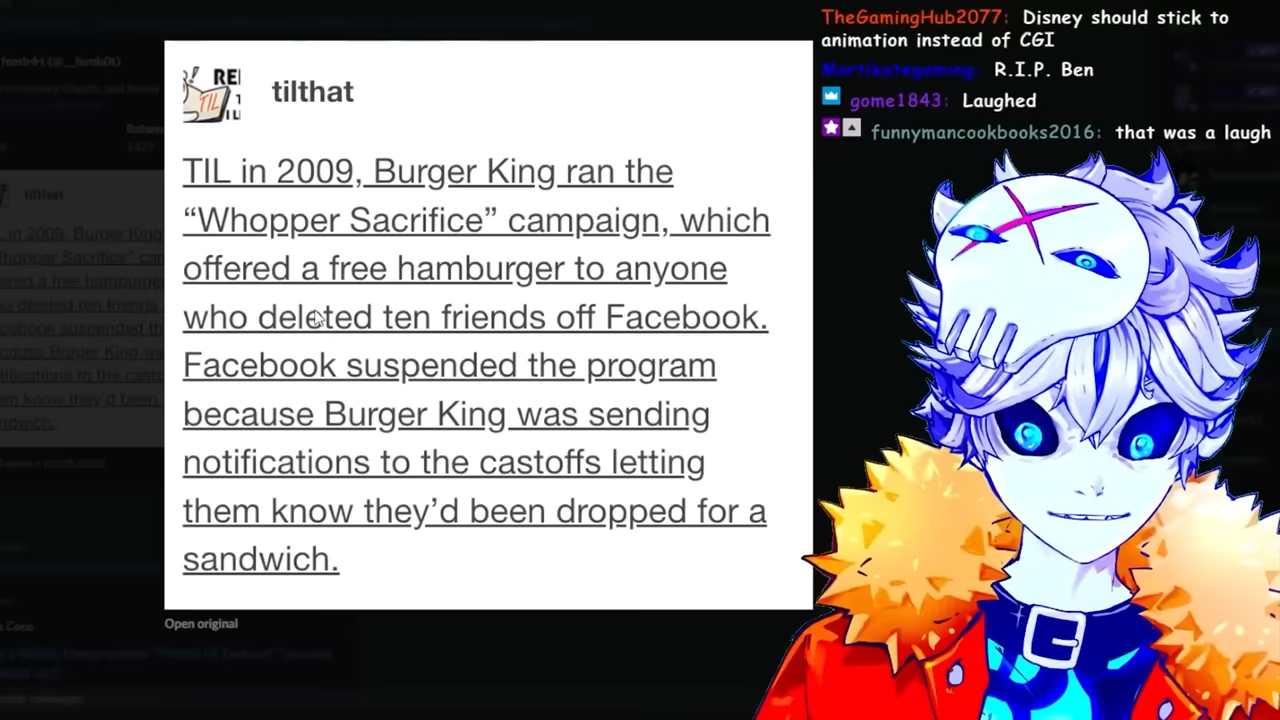 tilthat
TIL in 2009, Burger King ran the
“Whopper Sacrifice” campaign, which
offered a free hamburger to anyone
who deleted ten friends off Facebook.
Facebook suspended the program
because Burger King was sending
notifications to the castoffs letting
them know they’d been dropped for a
sandwich.
Open original
TheGamingHub2077: Disney should stick to
animation instead of CGI
Mortikategaming: R.I.P. Ben
gome1843: Laughed
funnymancookbooks2016: that was a laugh